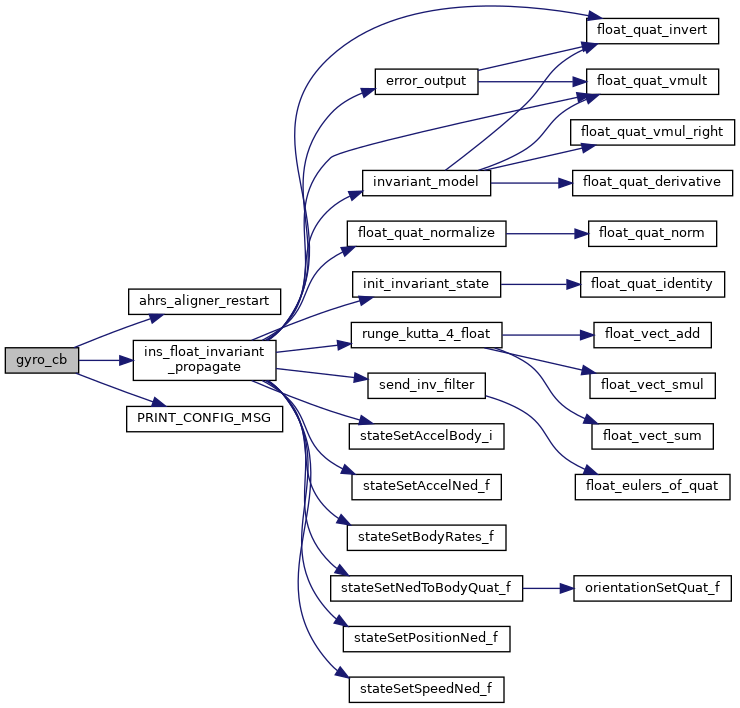 gyro_cb
ahrs_aligner_restart
ins_float_invariant
_propagate
PRINT_CONFIG_MSG
error_output
invariant_model
float_quat_normalize
init_invariant_state
runge_kutta_4_float
send_inv_filter
stateSetAccelBody_i
stateSetAccelNed_f
stateSetBodyRates_f
stateSetNedToBodyQuat_f
stateSetPositionNed_f
stateSetSpeedNed_f
float_quat_invert
float_quat_vmult
float_quat_vmul_right
float_quat_derivative
float_quat_norm
float_quat_identity
float_vect_add
float_vect_smul
float_vect_sum
float_eulers_of_quat
orientationSetQuat_f